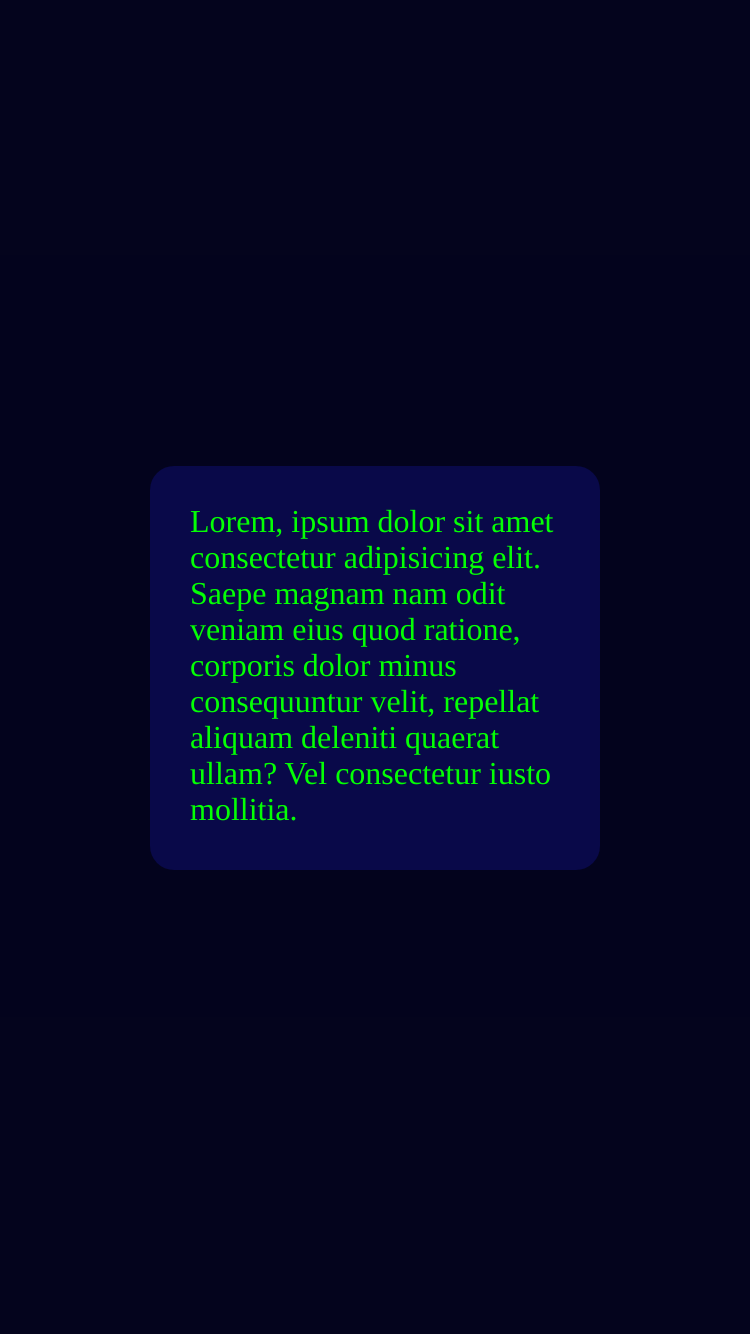 Lorem, ipsum dolor sit amet
consectetur adipisicing elit.
Saepe magnam nam odit
veniam eius quod ratione,
corporis dolor minus
consequuntur velit, repellat
aliquam deleniti quaerat
ullam? Vel consectetur iusto
mollitia.